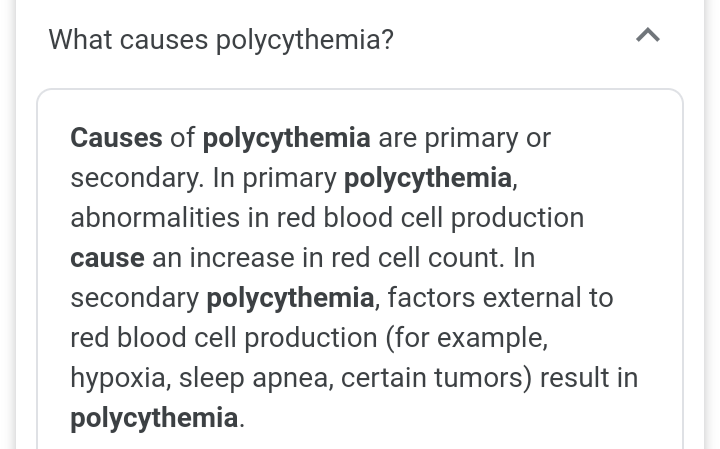 What causes polycythemia?
Causes of polycythemia are primary or
secondary. In primary polycythemia,
abnormalities in red blood cell production
cause an increase in red cell count. In
secondary polycythemia, factors external to
red blood cell production (for example,
hypoxia, sleep apnea, certain tumors) result in
polycythemia.